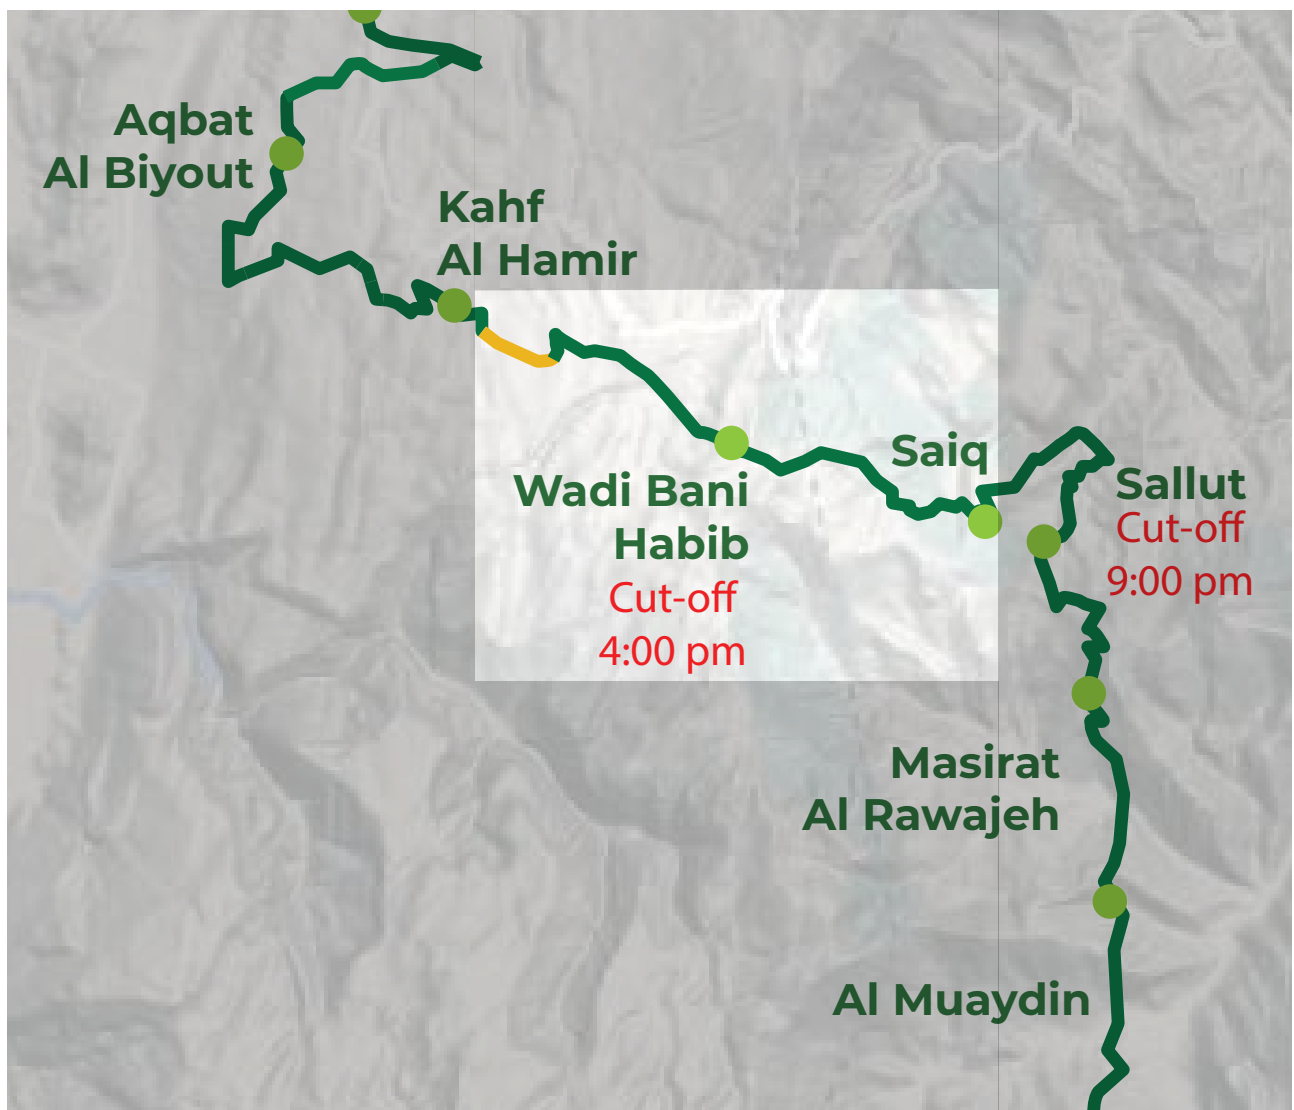 Aqbat
Al Biyout
Kahf
Al Hamir
Saiq
Wadi Bani
Habib
Cut-off
4:00 pm
Sallut
Cut-off
9:00 pm
Masirat
Al Rawajeh
Al Muaydin